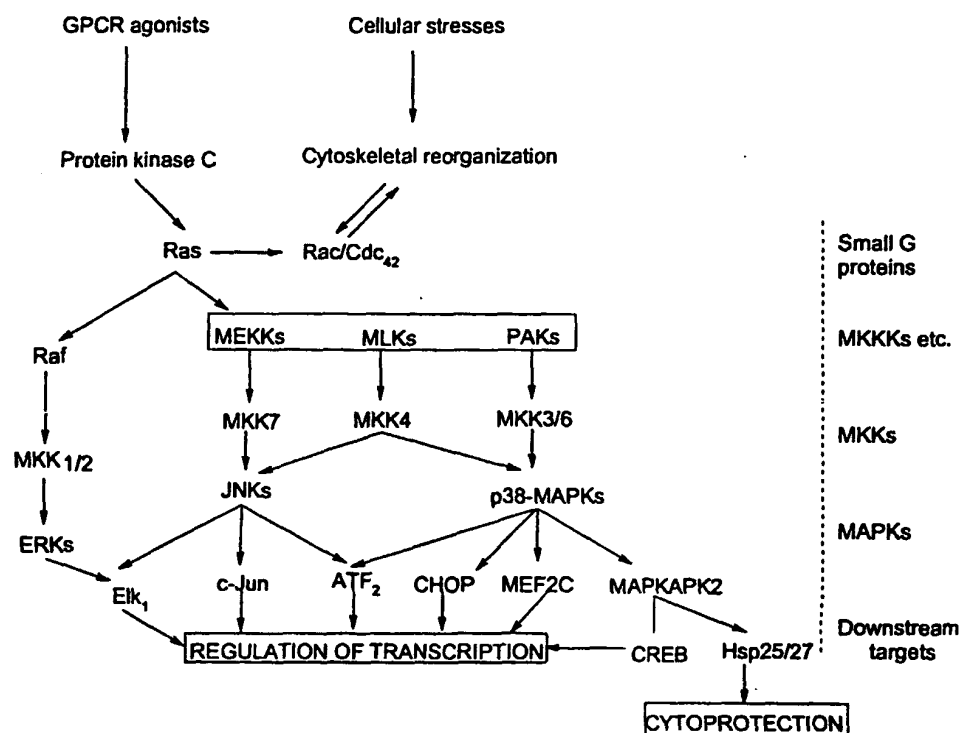 GPCR agonists
Cellular stresses
Protein kinase C
Cytoskeletal reorganization
Ras
Rac/Cdc42
Small G
proteins
MEKKs
MLKs
PAKs
MKKKs etc.
Raf
MKK7
MKK4
MKK3/6
MKKs
MKK1/2
JNKs
p38-MAPKs
MAPKs
ERKs
Elk1
c-Jun
ATF2
CHOP
MEF2C
MAPKAPK2
Downstream
targets
REGULATION OF TRANSCRIPTION
CREB
Hsp25/27
CYTOPROTECTION